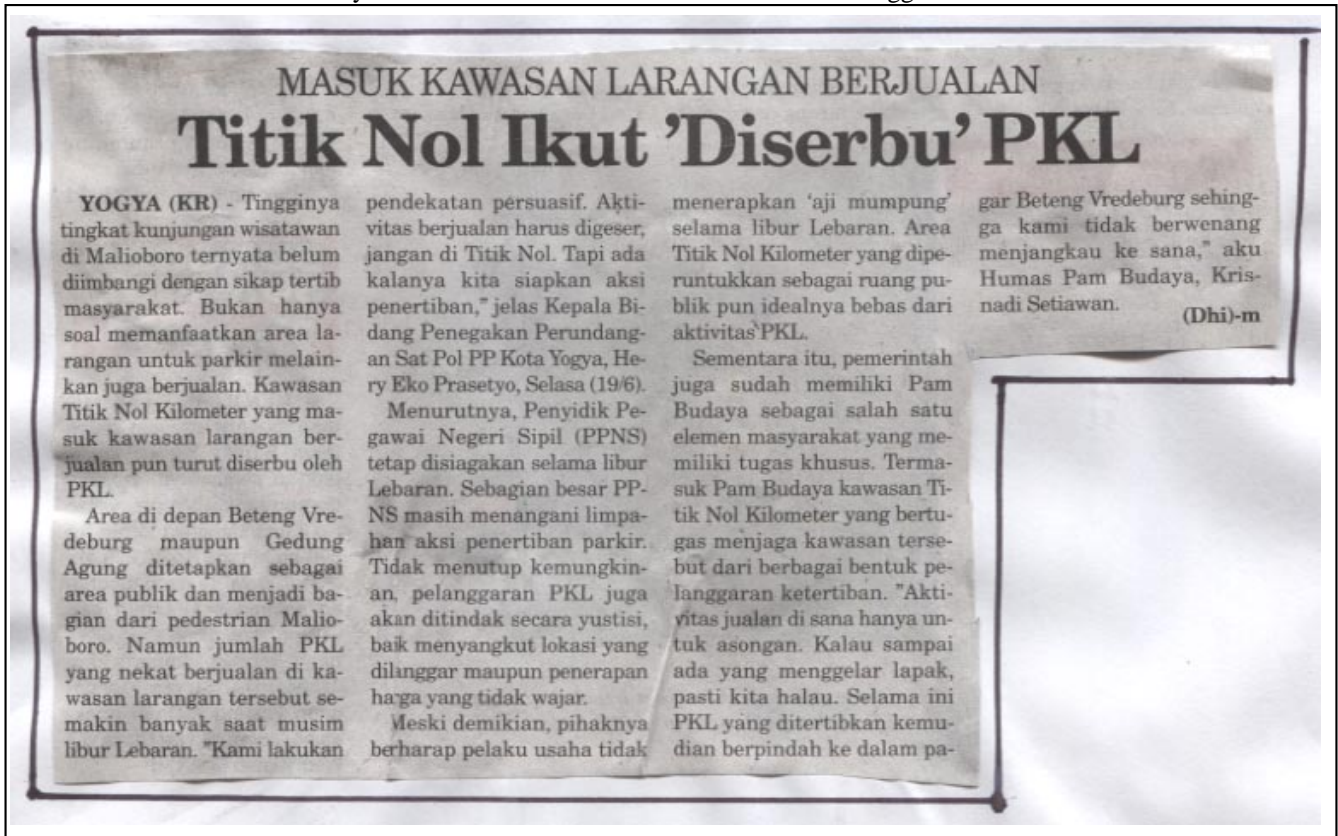 MASUK KAWASAN LARANGAN BERJUALAN
Titik Nol Ikut 'Diserbu' PKL
YOGYA (KR) - Tingginya
tingkat kunjungan wisatawan
di Malioboro ternyata belum
diimbangi dengan sikap tertib
masyarakat. Bukan hanya
soal memanfaatkan area la-
rangan untuk parkir melain-
kan juga berjualan. Kawasan
Titik Nol Kilometer yang ma-
suk kawasan larangan ber-
jualan pun turut diserbu oleh
PKL.
Area di depan Beteng Vre-
deburg maupun Gedung
Agung ditetapkan sebagai
area publik dan menjadi ba-
gian dari pedestrian Malio-
boro. Namun jumlah PKL
yang nekat berjualan di ka-
wasan larangan tersebut se-
makin banyak saat musim
libur Lebaran. "Kami lakukan
pendekatan persuasif. Akti-
vitas berjualan harus digeser,
jangan di Titik Nol. Tapi ada
kalanya kita siapkan aksi
penertiban," jelas Kepala Bi-
dang Penegakan Perundang-
an Sat Pol PP Kota Yogya, He-
ry Eko Prasetyo, Selasa (19/6).
Menurutnya, Penyidik Pe-
gawai Negeri Sipil (PPNS)
tetap disiagakan selama libur
Lebaran. Sebagian besar PP-
NS masih menangani limpa-
han aksi penertiban parkir.
Tidak menutup kemungkin-
an, pelanggaran PKL juga
akan ditindak secara yustisi,
baik menyangkut lokasi yang
dilanggar maupun penerapan
harga yang tidak wajar.
Meski demikian, pihaknya
berharap pelaku usaha tidak
menerapkan 'aji mumpung'
selama libur Lebaran. Area
Titik Nol Kilometer yang dipe-
runtukkan sebagai ruang pu-
blik pun idealnya bebas dari
aktivitas PKL.
Sementara itu, pemerintah
juga sudah memiliki Pam
Budaya sebagai salah satu
elemen masyarakat yang me-
miliki tugas khusus. Terma-
suk Pam Budaya kawasan Ti-
tik Nol Kilometer yang bertu-
gas menjaga kawasan terse-
but dari berbagai bentuk pe-
langgaran ketertiban. "Akti-
vitas jualan di sana hanya un-
tuk asongan. Kalau sampai
ada yang menggelar lapak,
pasti kita halau. Selama ini
PKL yang ditertibkan kemu-
dian berpindah ke dalam pa-
gar Beteng Vredeburg sehing-
ga kami tidak berwenang
menjangkau ke sana," aku
Humas Pam Budaya, Kris-
nadi Setiawan.
(Dhi)-m